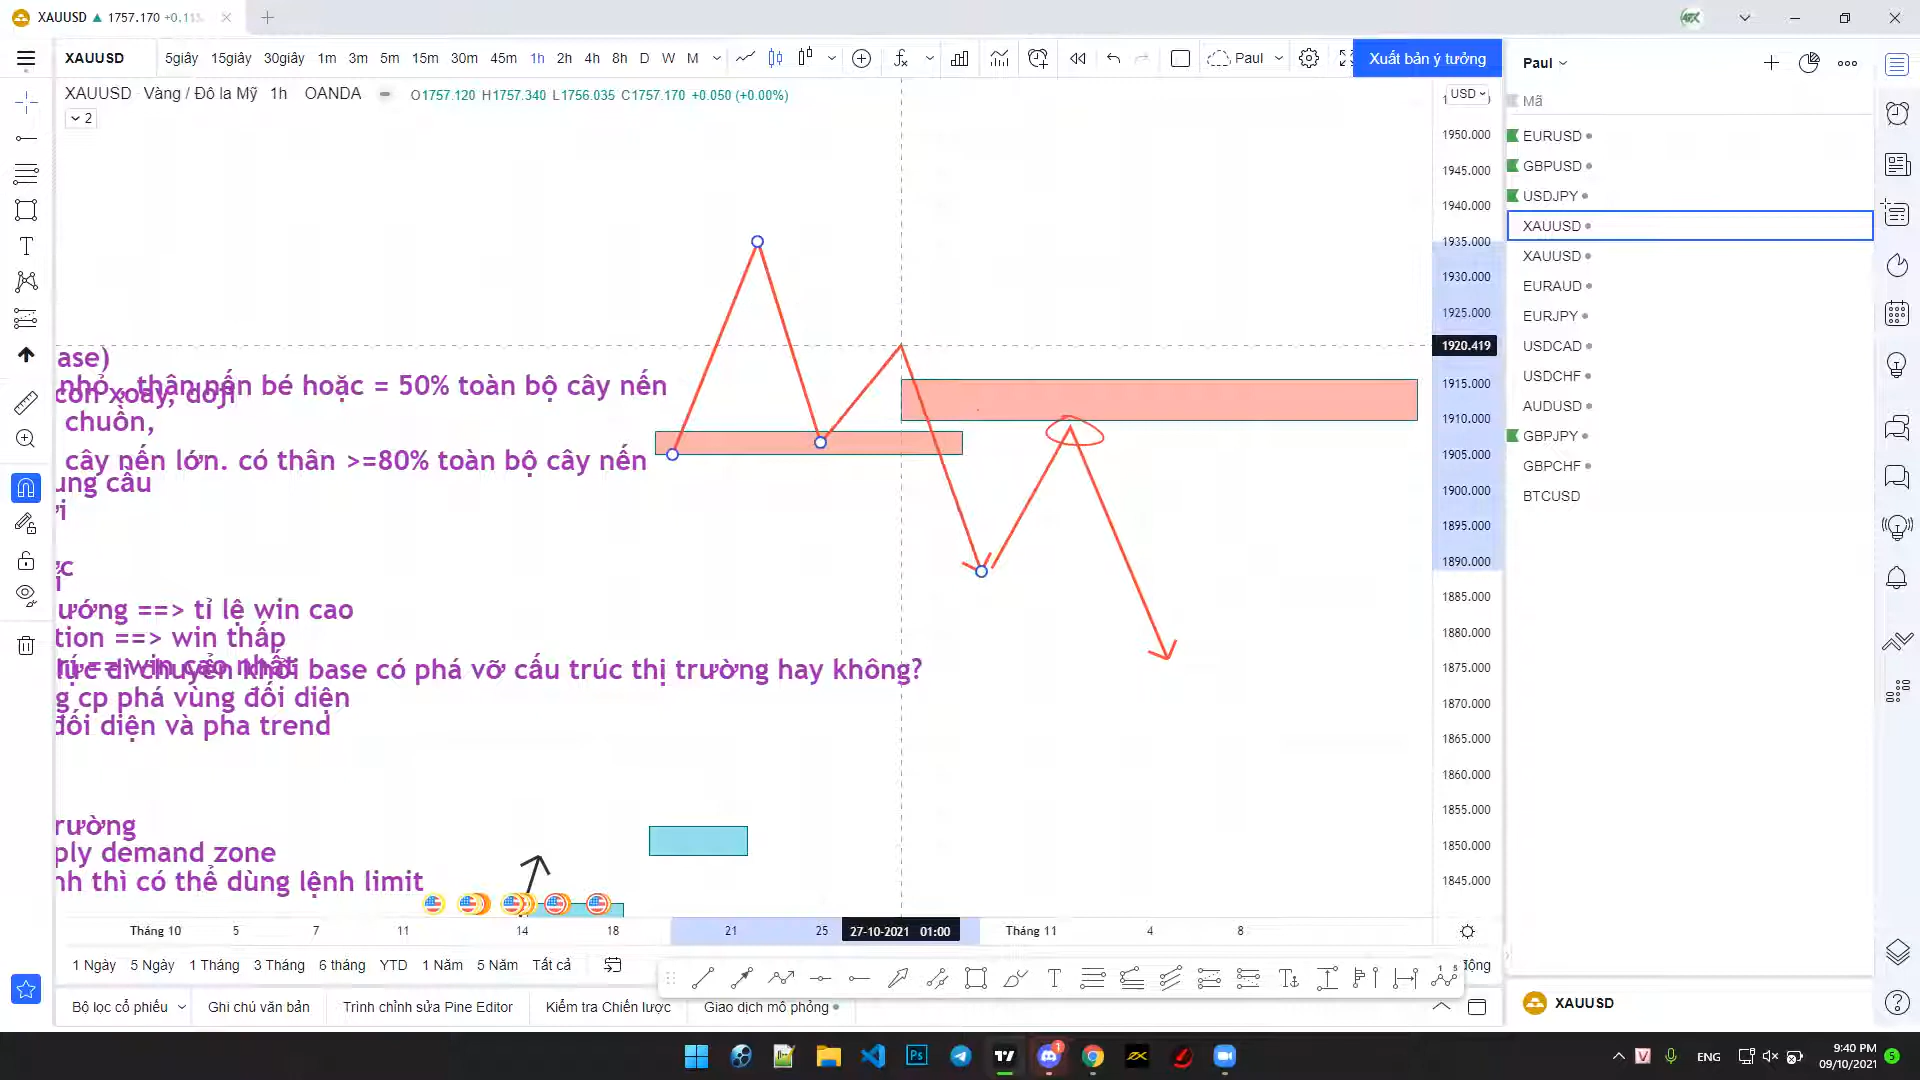 XAUUSD ▲ 1757.170
XAUUSD 5giây 15giây 30giây 1m 3m 5m 15m 30m 45m 1h 2h 4h 8h D W M Paul Xuất bản ý tưởng
XAUUSD Vàng / Đô la Mỹ 1h OANDA O1757.120 H1757.340 L1756.035 C1757.170 +0.050 (+0.00%)
2
USD
1950.000
1945.000
1940.000
1935.000
1930.000
1925.000
1920.419
1915.000
1910.000
1905.000
1900.000
1895.000
1890.000
1885.000
1880.000
1875.000
1870.000
1865.000
1860.000
1855.000
1850.000
1845.000
ase)
nhỏ , thân nến bé hoặc = 50% toàn bộ cây nến
con xoay, doji
chuồn,
cây nến lớn. có thân >=80% toàn bộ cây nến
ung cầu
ướng ==> tỉ lệ win cao
tion ==> win thấp
rí == win cao nhất
lực di chuyển khỏi base có phá vỡ cấu trúc thị trường hay không?
g cp phá vùng đối diện
đối diện và pha trend
rường
ply demand zone
nh thì có thể dùng lệnh limit
Tháng 10 5 7 11 14 18 21 25 27-10-2021 01:00 Tháng 11 4 8
1 Ngày 5 Ngày 1 Tháng 3 Tháng 6 tháng YTD 1 Năm 5 Năm Tất cả
động
Bộ lọc cổ phiếu Ghi chú văn bản Trình chỉnh sửa Pine Editor Kiểm tra Chiến lược Giao dịch mô phỏng
Paul
Mã
EURUSD
GBPUSD
USDJPY
XAUUSD
XAUUSD
EURAUD
EURJPY
USDCAD
USDCHF
AUDUSD
GBPJPY
GBPCHF
BTCUSD
XAUUSD
ENG
9:40 PM
09/10/2021
5